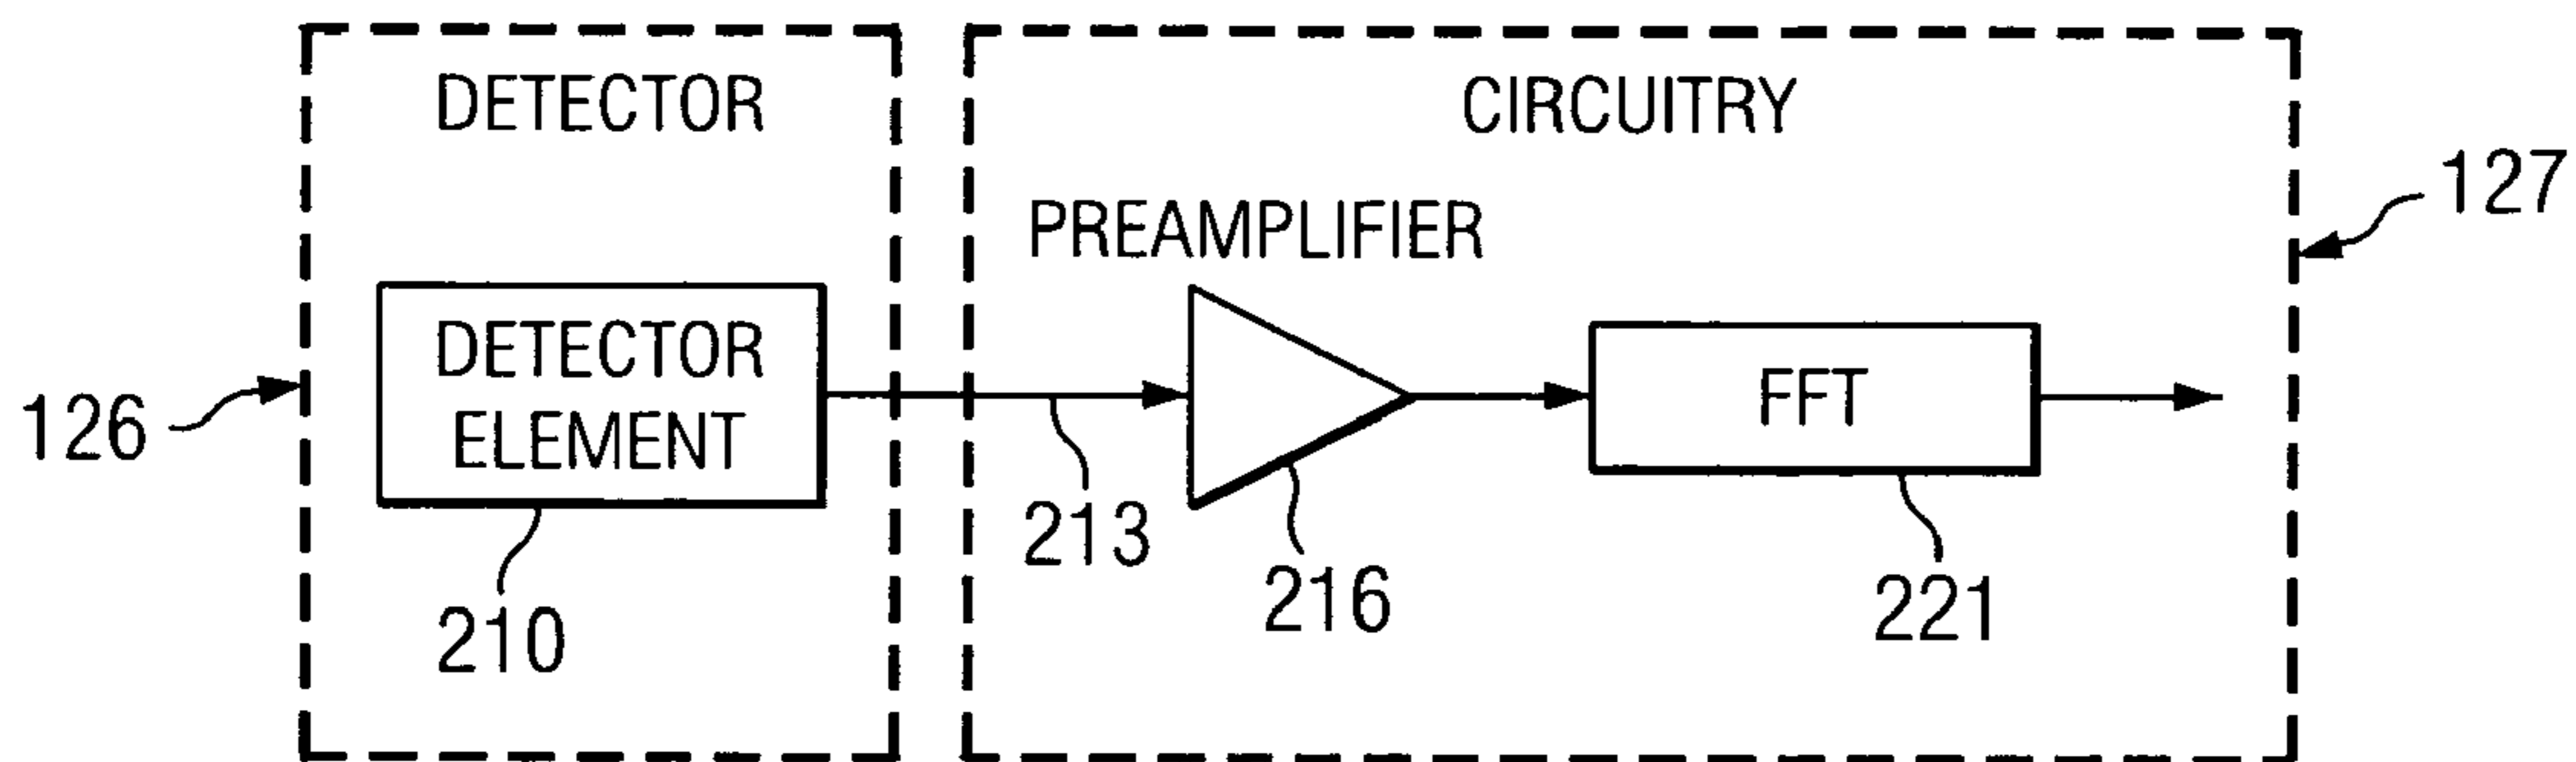 DETECTOR
CIRCUITRY
127
PREAMPLIFIER
DETECTOR
ELEMENT
FFT
126
213
216
221
210